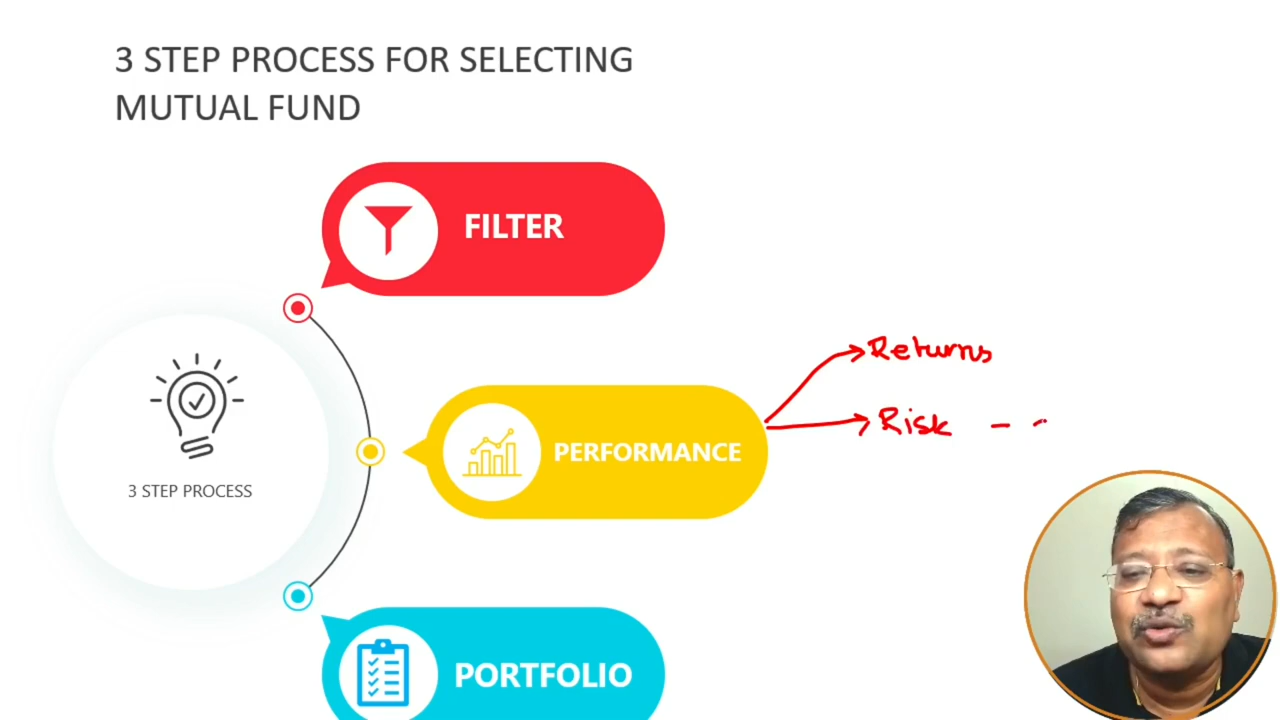 3 STEP PROCESS FOR SELECTING
MUTUAL FUND
FILTER
Returns
Risk
PERFORMANCE
3 STEP PROCESS
PORTFOLIO